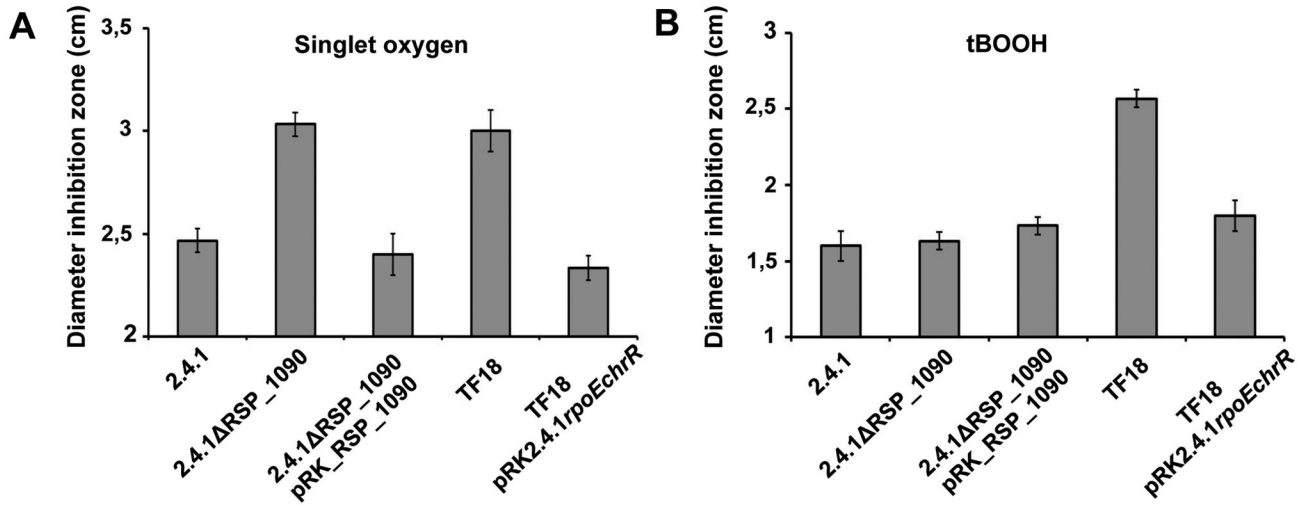 A
Singlet oxygen
Diameter inhibition zone (cm)
3,5
3
2,5
2
2.4.1
2.4.1ΔRSP_1090
2.4.1ΔRSP_1090
pRK_RSP_1090
TF18
TF18
pRK2.4.1rpoEchrR
B
tBOOH
Diameter inhibition zone (cm)
3
2,5
2
1,5
1
2.4.1
2.4.1ΔRSP_1090
2.4.1ΔRSP_1090
pRK_RSP_1090
TF18
TF18
pRK2.4.1rpoEchrR